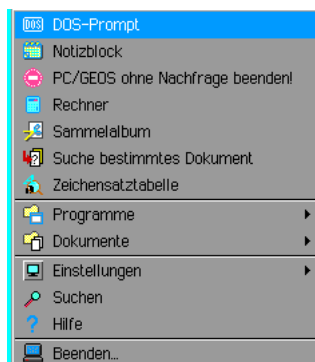 DOS DOS-Prompt
Notizblock
PC/GEOS ohne Nachfrage beenden!
Rechner
Sammelalbum
Suche bestimmtes Dokument
Zeichensatztabelle
Programme
Dokumente
Einstellungen
Suchen
? Hilfe
Beenden...